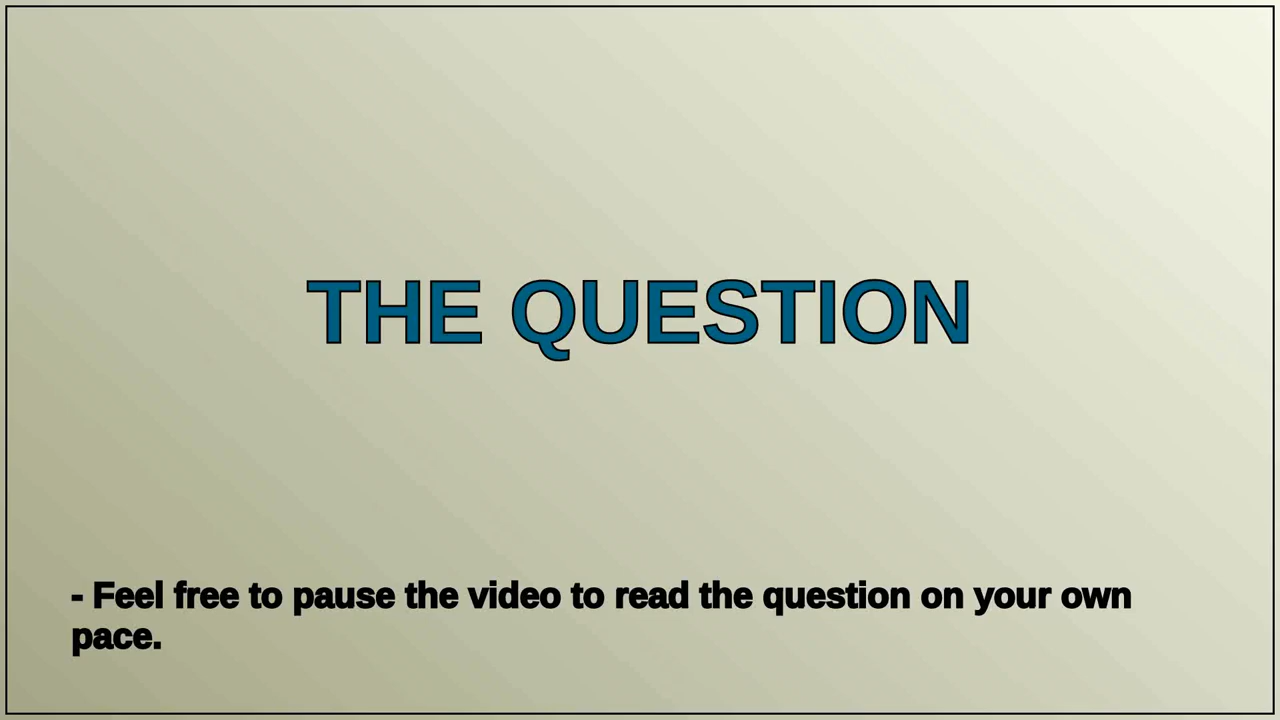 THE QUESTION
- Feel free to pause the video to read the question on your own
pace.